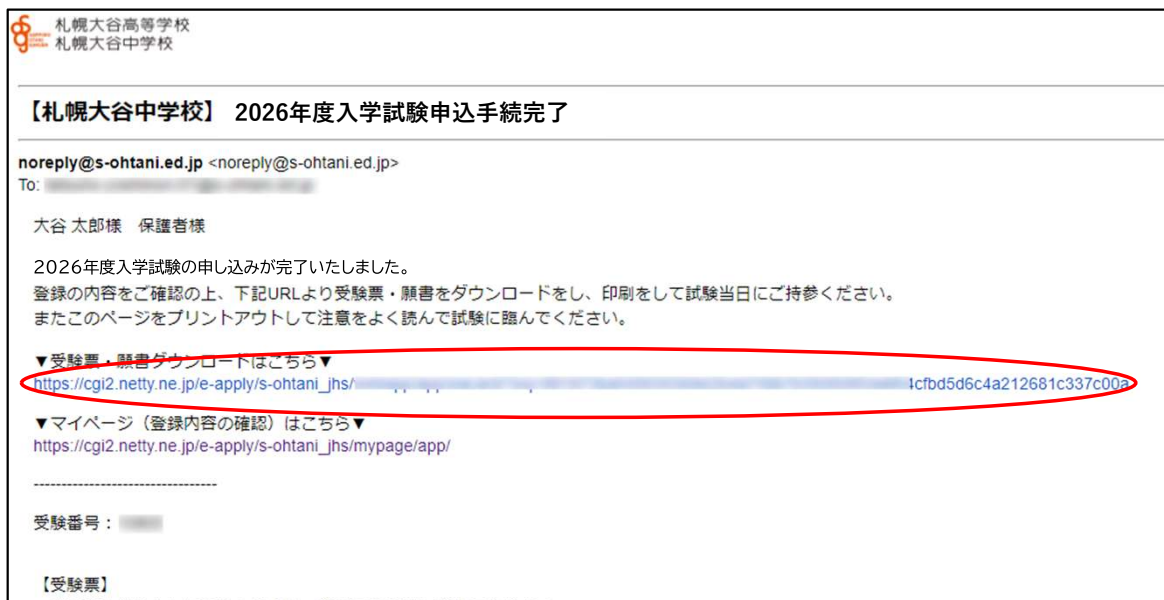 札幌大谷高等学校
札幌大谷中学校
【札幌大谷中学校】 2026年度入学試験申込手続完了
noreply@s-ohtani.ed.jp <noreply@s-ohtani.ed.jp>
To:
大谷 太郎様　保護者様
2026年度入学試験の申し込みが完了いたしました。
登録の内容をご確認の上、下記URLより受験票・願書をダウンロードをし、印刷をして試験当日にご持参ください。
またこのページをプリントアウトして注意をよく読んで試験に臨んでください。
▼受験票・願書ダウンロードはこちら▼
https://cgi2.netty.ne.jp/e-apply/s-ohtani_jhs/ 4cfbd5d6c4a212681c337c00a
▼マイページ（登録内容の確認）はこちら▼
https://cgi2.netty.ne.jp/e-apply/s-ohtani_jhs/mypage/app/
---------------------------------
受験番号：
【受験票】